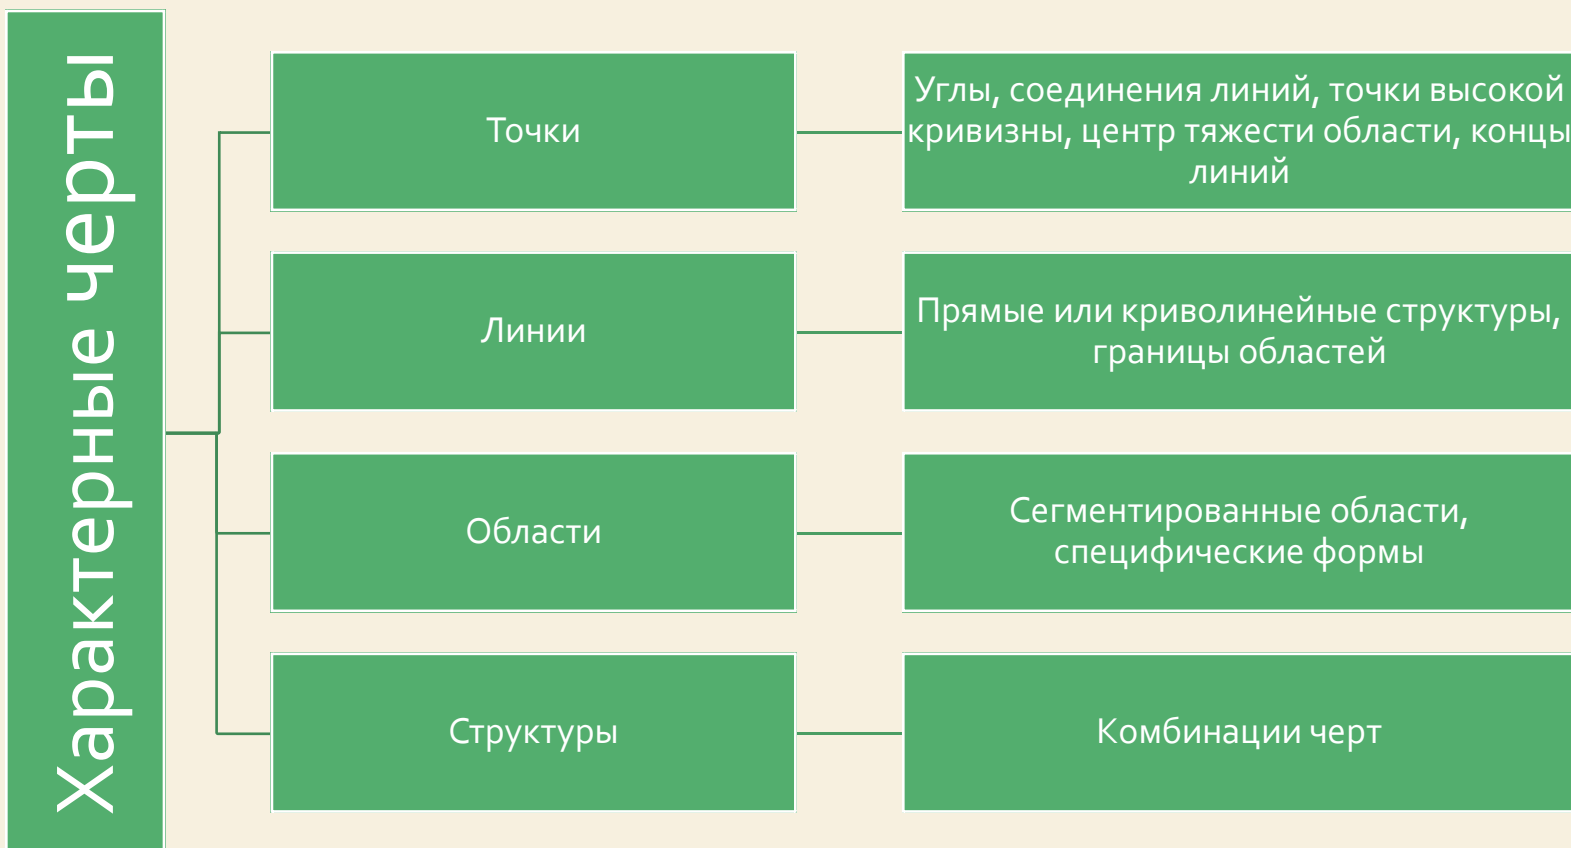 Характерные черты
Точки
Углы, соединения линий, точки высокой
кривизны, центр тяжести области, концы
линий
Линии
Прямые или криволинейные структуры,
границы областей
Области
Сегментированные области,
специфические формы
Структуры
Комбинации черт